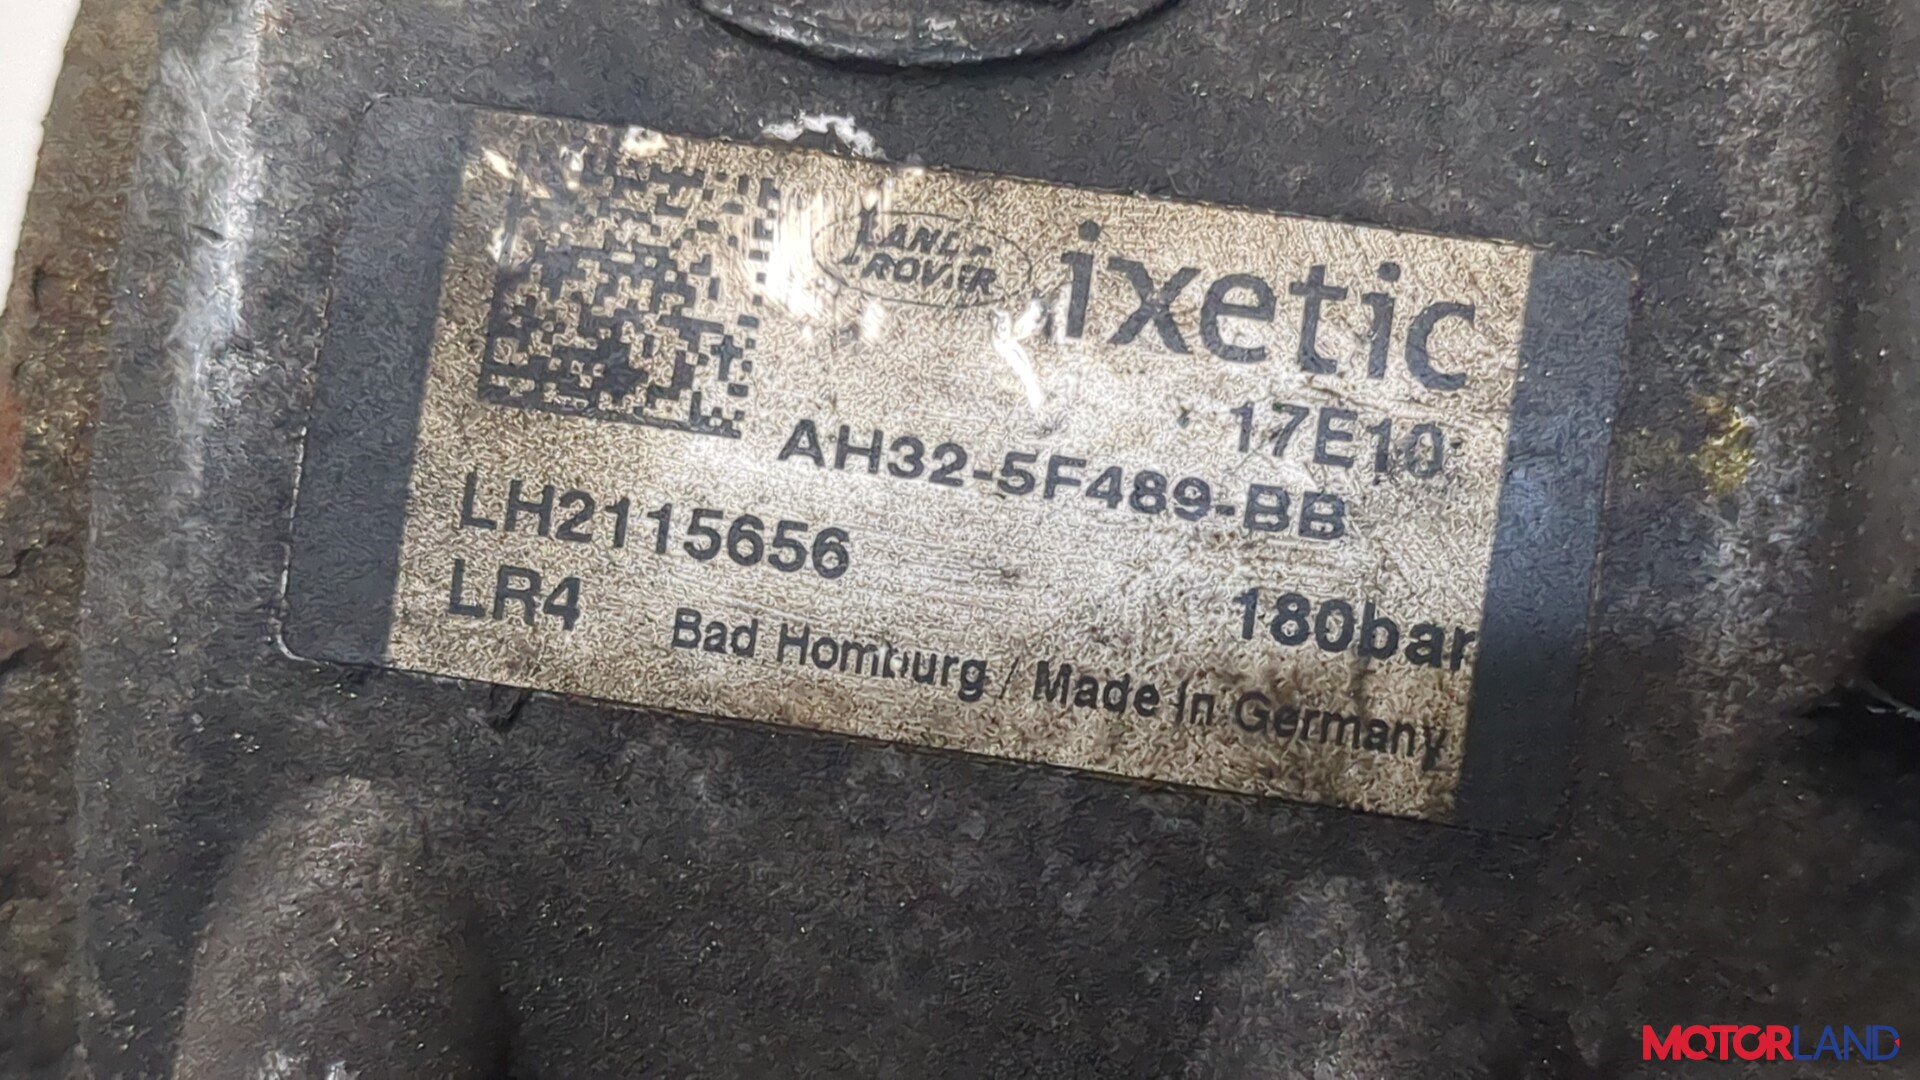 LAND
ROVER
ixetic
17E10
AH32-5F489-BB
LH2115656
LR4
180bar
Bad Homburg / Made in Germany
MOTORLAND